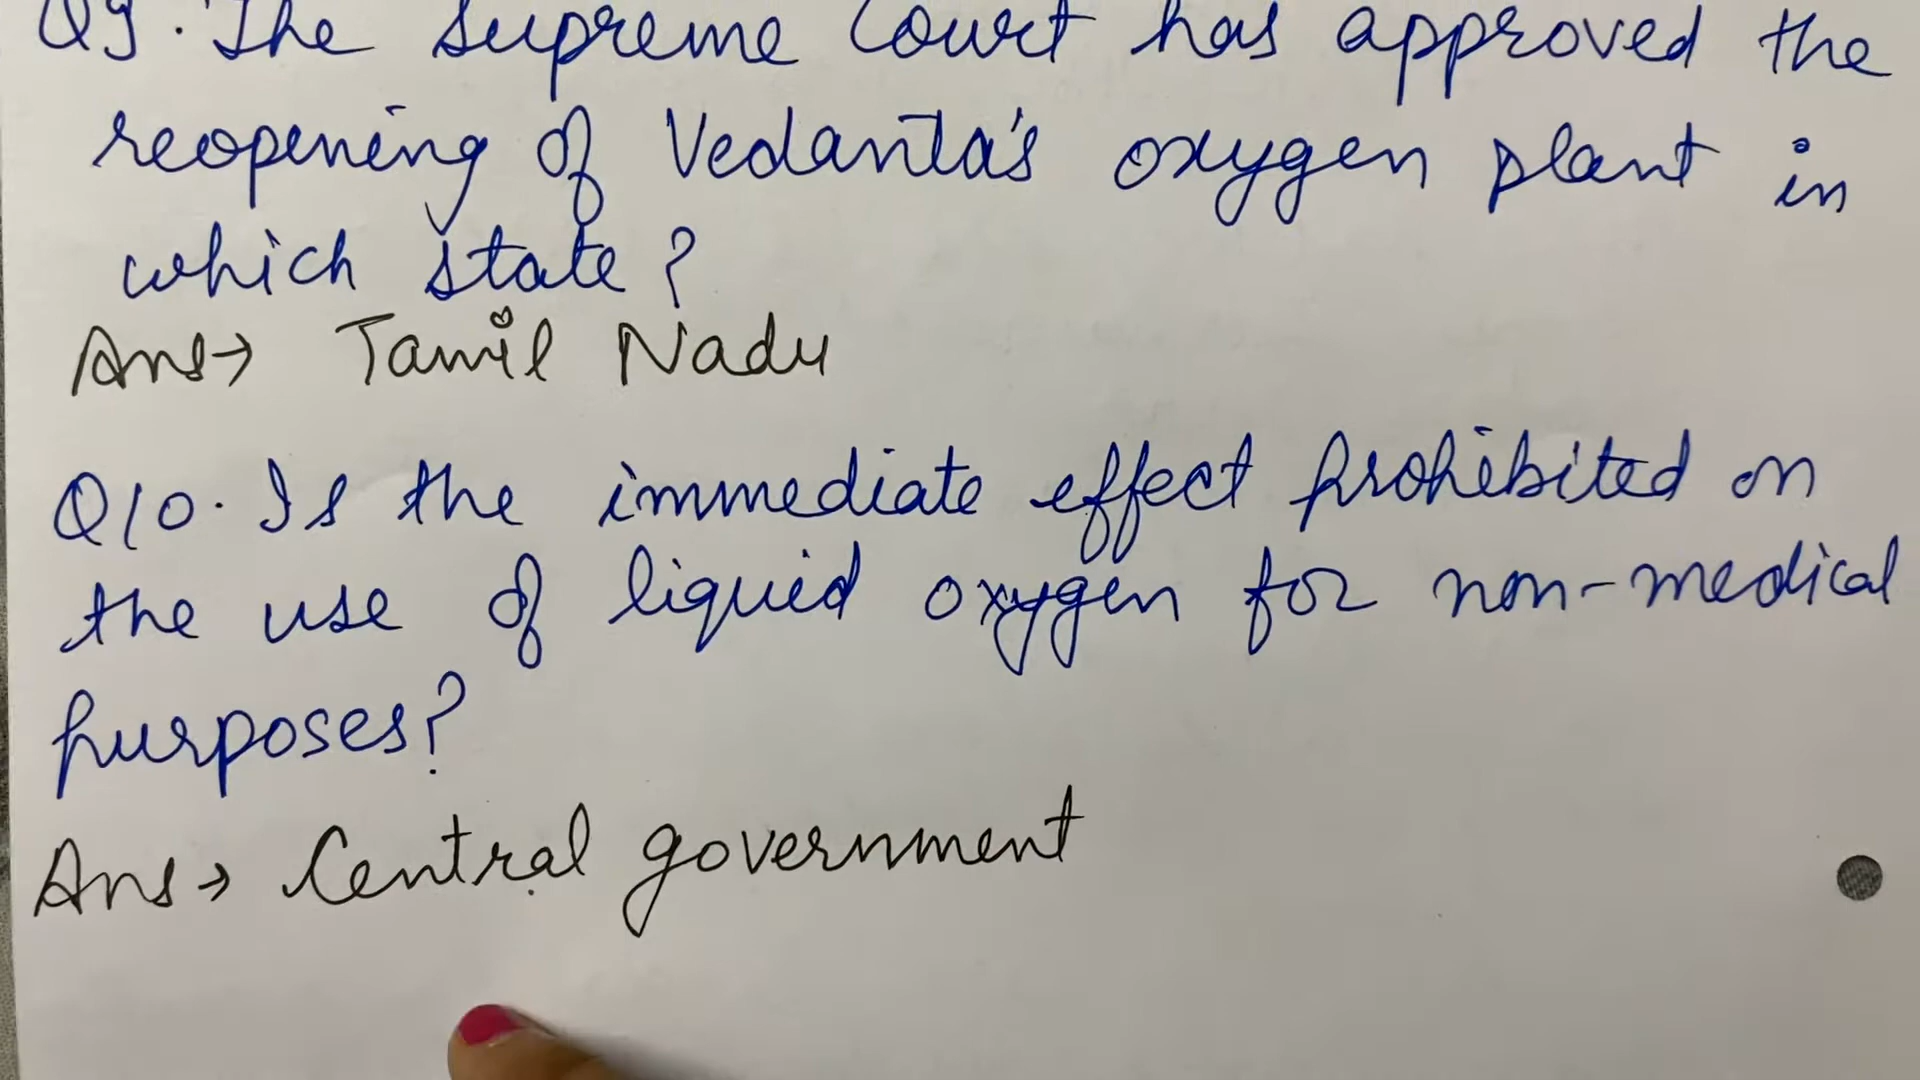 Q9. The Supreme Court has approved the
reopening of Vedanta's oxygen plant in
which state?
Ans→ Tamil Nadu
Q10. Is the immediate effect prohibited on
the use of liquid oxygen for non-medical
purposes?
Ans→ Central government